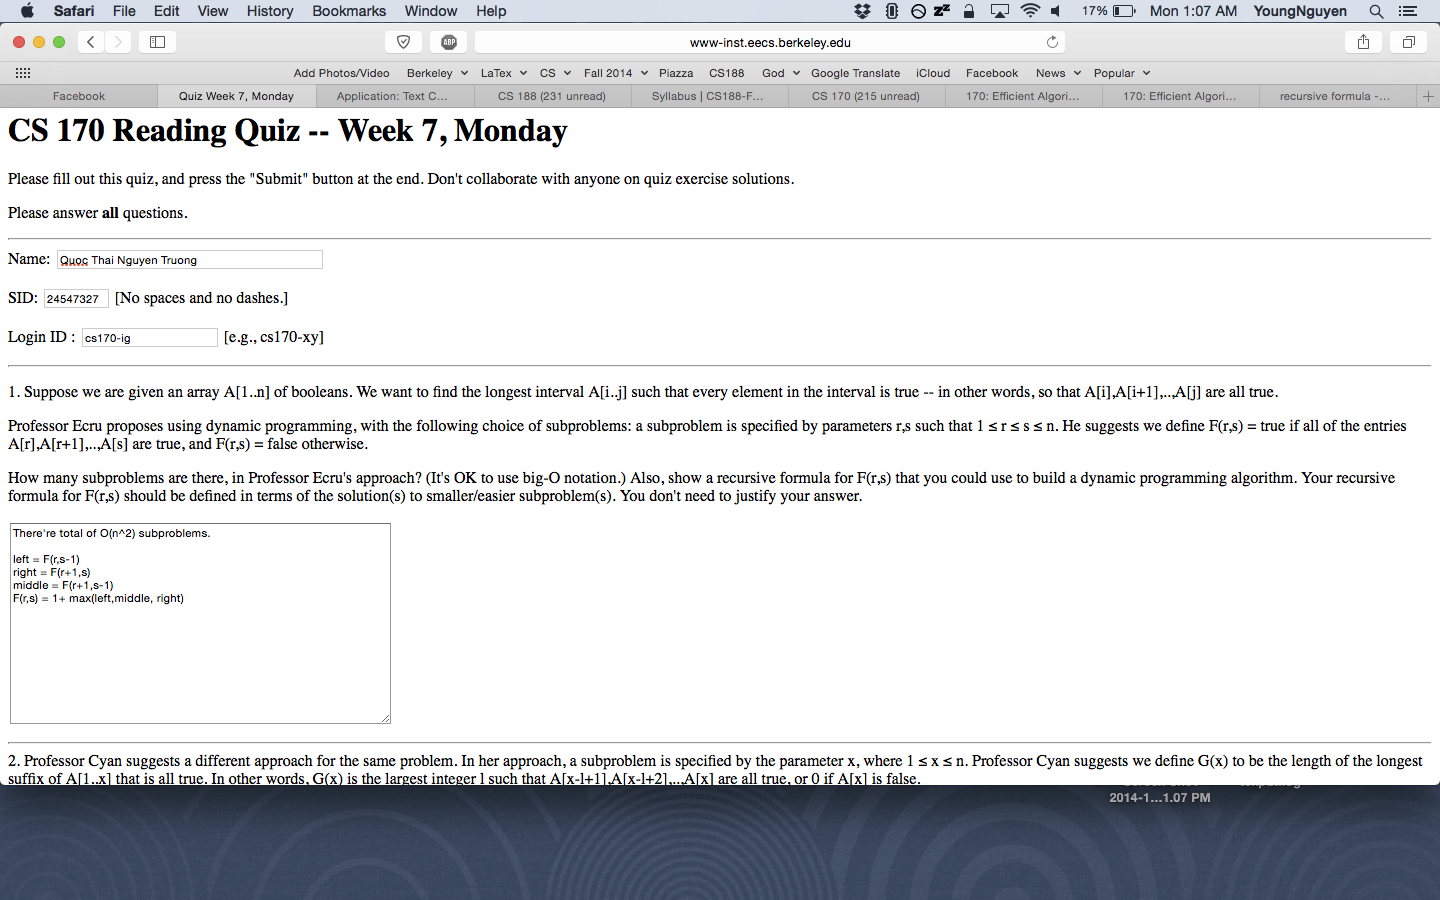 Safari File Edit View History Bookmarks Window Help 17% Mon 1:07 AM YoungNguyen
ABP www-inst.eecs.berkeley.edu
Add Photos/Video Berkeley LaTex CS Fall 2014 Piazza CS188 God Google Translate iCloud Facebook News Popular
Facebook Quiz Week 7, Monday Application: Text C... CS 188 (231 unread) Syllabus | CS188-F... CS 170 (215 unread) 170: Efficient Algori... 170: Efficient Algori... recursive formula -...
CS 170 Reading Quiz -- Week 7, Monday
Please fill out this quiz, and press the "Submit" button at the end. Don't collaborate with anyone on quiz exercise solutions.
Please answer all questions.
Name: Quoc Thai Nguyen Truong
SID: 24547327 [No spaces and no dashes.]
Login ID : cs170-ig [e.g., cs170-xy]
1. Suppose we are given an array A[1..n] of booleans. We want to find the longest interval A[i..j] such that every element in the interval is true -- in other words, so that A[i],A[i+1],..,A[j] are all true.
Professor Ecru proposes using dynamic programming, with the following choice of subproblems: a subproblem is specified by parameters r,s such that 1 ≤ r ≤ s ≤ n. He suggests we define F(r,s) = true if all of the entries
A[r],A[r+1],..,A[s] are true, and F(r,s) = false otherwise.
How many subproblems are there, in Professor Ecru's approach? (It's OK to use big-O notation.) Also, show a recursive formula for F(r,s) that you could use to build a dynamic programming algorithm. Your recursive
formula for F(r,s) should be defined in terms of the solution(s) to smaller/easier subproblem(s). You don't need to justify your answer.
There're total of O(n^2) subproblems.
left = F(r,s-1)
right = F(r+1,s)
middle = F(r+1,s-1)
F(r,s) = 1+ max(left,middle, right)
2. Professor Cyan suggests a different approach for the same problem. In her approach, a subproblem is specified by the parameter x, where 1 ≤ x ≤ n. Professor Cyan suggests we define G(x) to be the length of the longest
suffix of A[1..x] that is all true. In other words, G(x) is the largest integer l such that A[x-l+1],A[x-l+2],...,A[x] are all true, or 0 if A[x] is false.
2014-1...1.07 PM